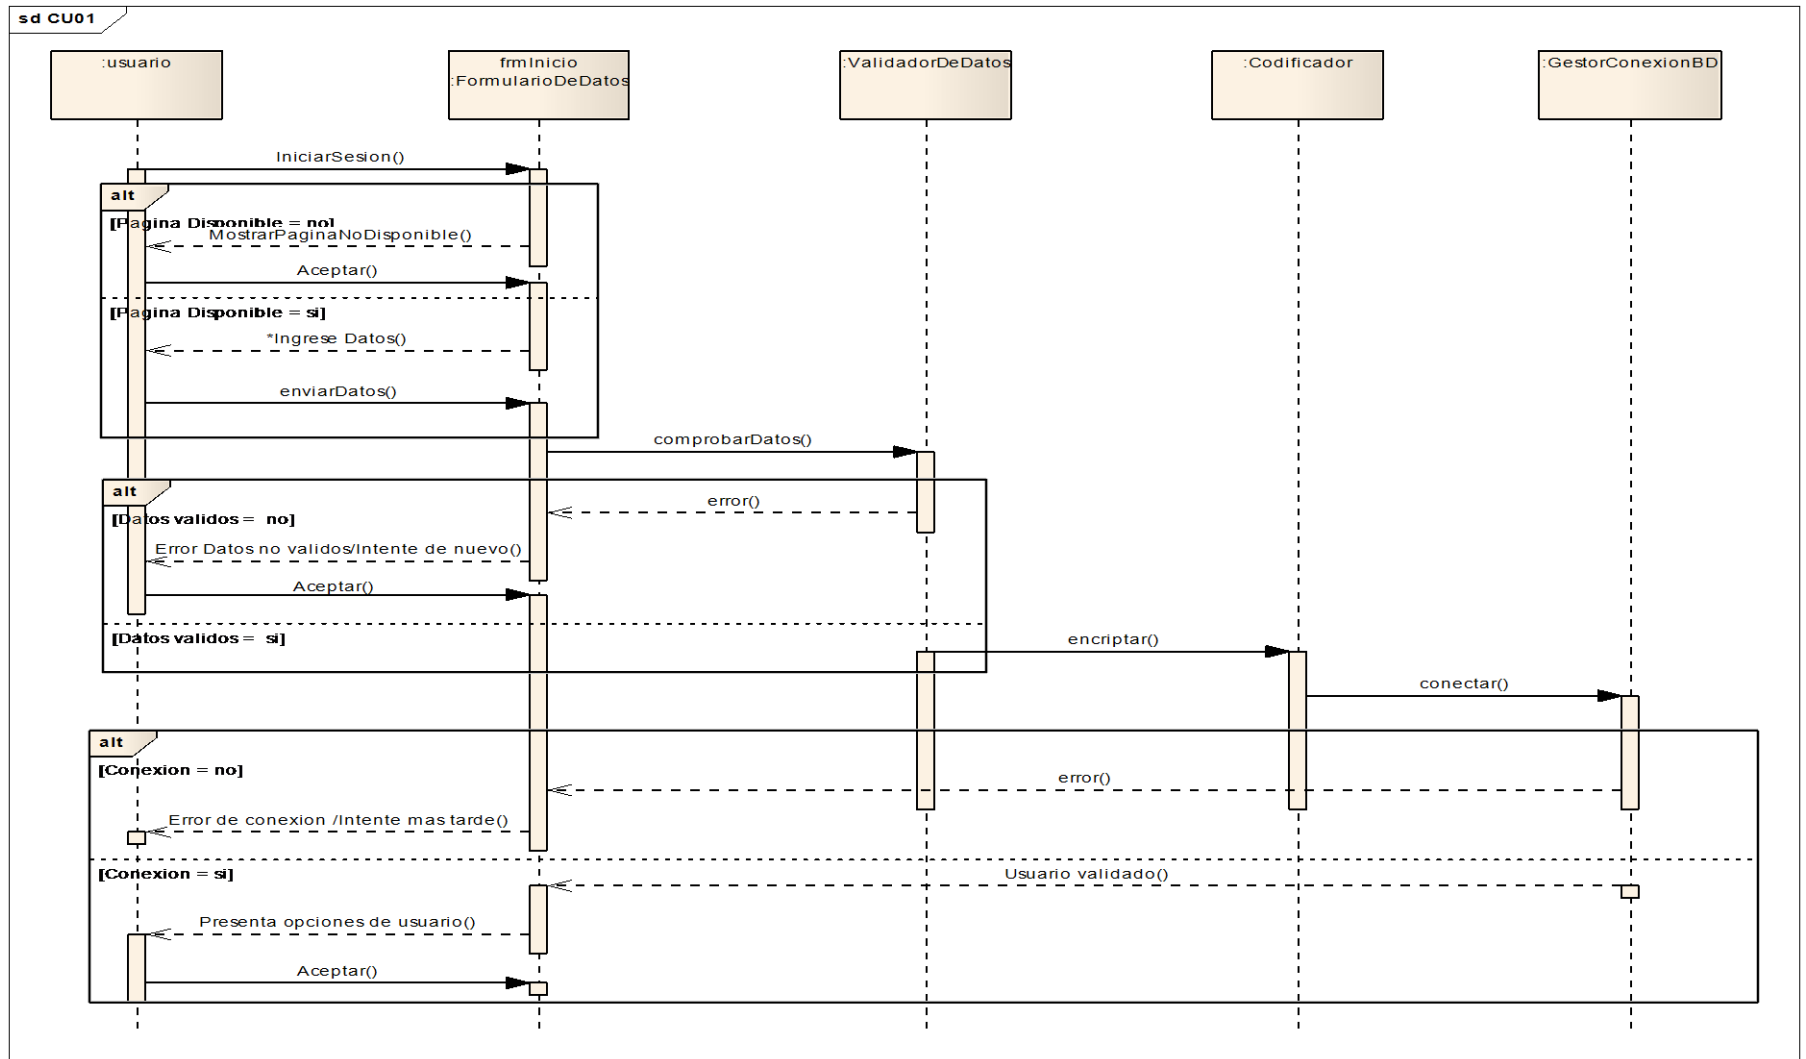 sd CU01
:usuario
frmInicio
:FormularioDeDatos
:ValidadorDeDatos
:Codificador
:GestorConexionBD
IniciarSesion()
alt
[Pagina Disponible = no]
MostrarPaginaNoDisponible()
Aceptar()
[Pagina Disponible = si]
*Ingrese Datos()
enviarDatos()
comprobarDatos()
alt
error()
[Datos validos = no]
Error Datos no validos/Intente de nuevo()
Aceptar()
[Datos validos = si]
encriptar()
conectar()
alt
[Conexion = no]
error()
Error de conexion /Intente mas tarde()
[Conexion = si]
Usuario validado()
Presenta opciones de usuario()
Aceptar()